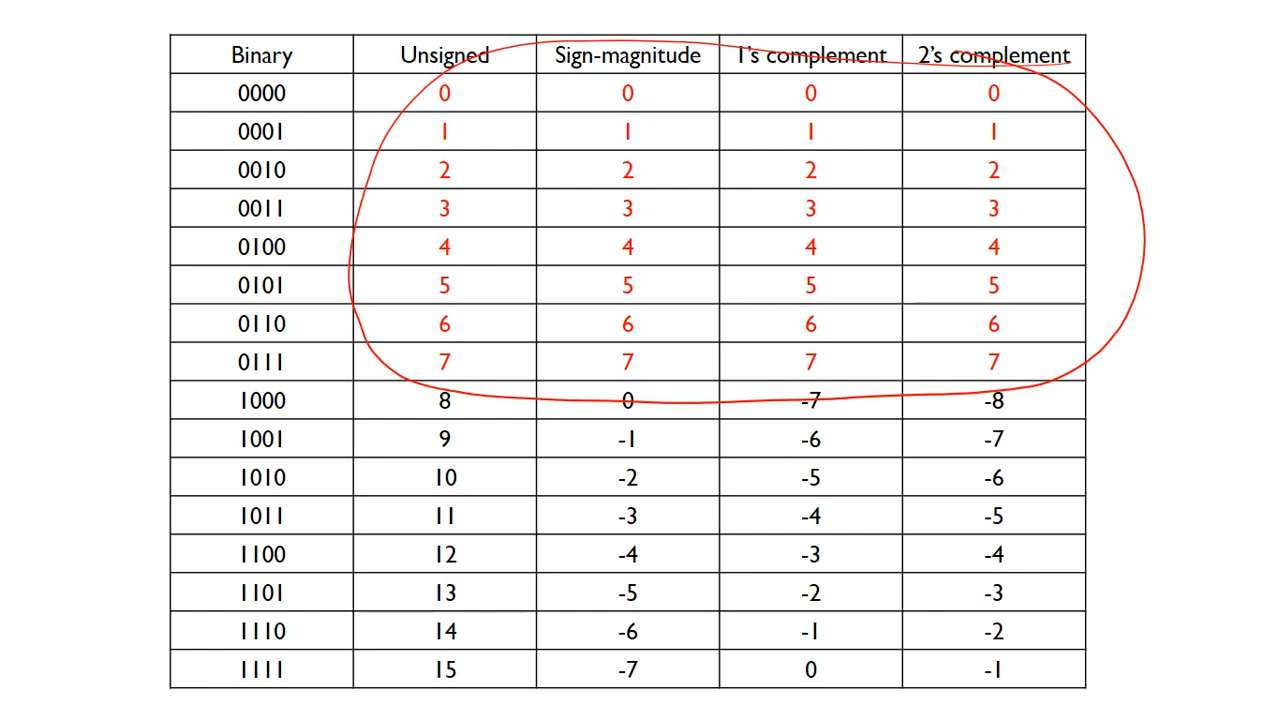 Binary Unsigned Sign-magnitude 1's complement 2's complement
0000 0 0 0 0
0001 1 1 1 1
0010 2 2 2 2
0011 3 3 3 3
0100 4 4 4 4
0101 5 5 5 5
0110 6 6 6 6
0111 7 7 7 7
1000 8 0 -7 -8
1001 9 -1 -6 -7
1010 10 -2 -5 -6
1011 11 -3 -4 -5
1100 12 -4 -3 -4
1101 13 -5 -2 -3
1110 14 -6 -1 -2
1111 15 -7 0 -1